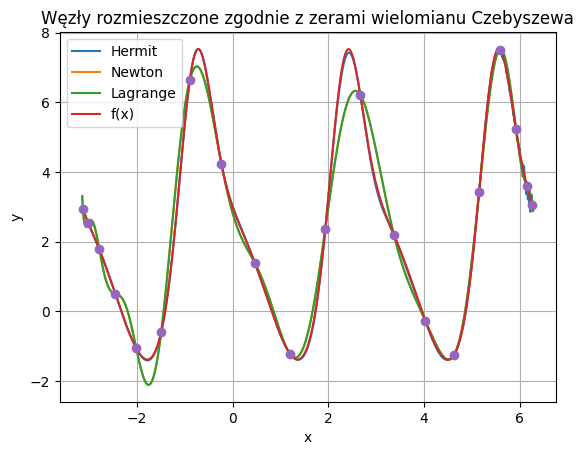 Węzły rozmieszczone zgodnie z zerami wielomianu Czebyszewa
Hermit
Newton
Lagrange
f(x)
8
6
4
2
0
−2
y
−2
0
2
4
6
x